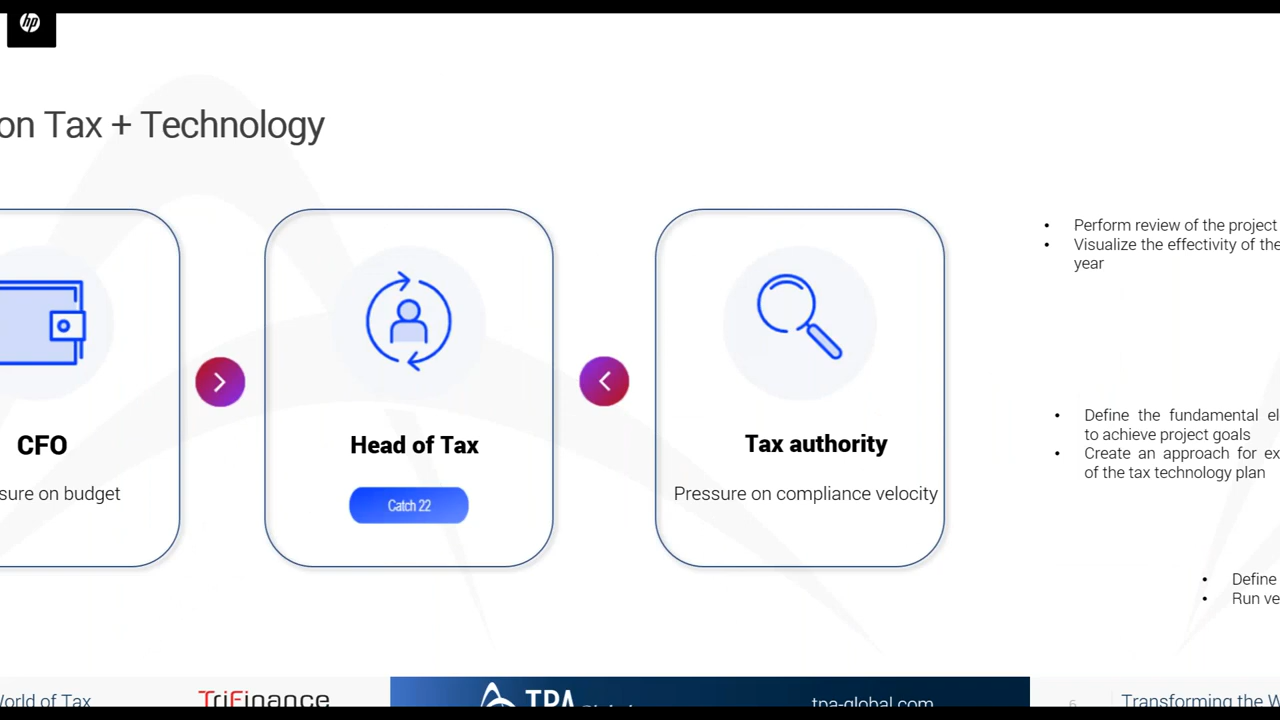 hp
on Tax + Technology
CFO
sure on budget
Head of Tax
Catch 22
Tax authority
Pressure on compliance velocity
• Perform review of the project
• Visualize the effectivity of the
year
• Define the fundamental el
to achieve project goals
• Create an approach for ex
of the tax technology plan
• Define
• Run ve
World of Tax
TriFinance
TPA
tpa-global.com
6
Transforming the W